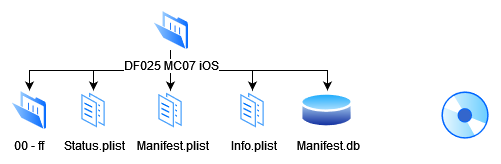 DF025 MC07 iOS
00 - ff
Status.plist
Manifest.plist
Info.plist
Manifest.db